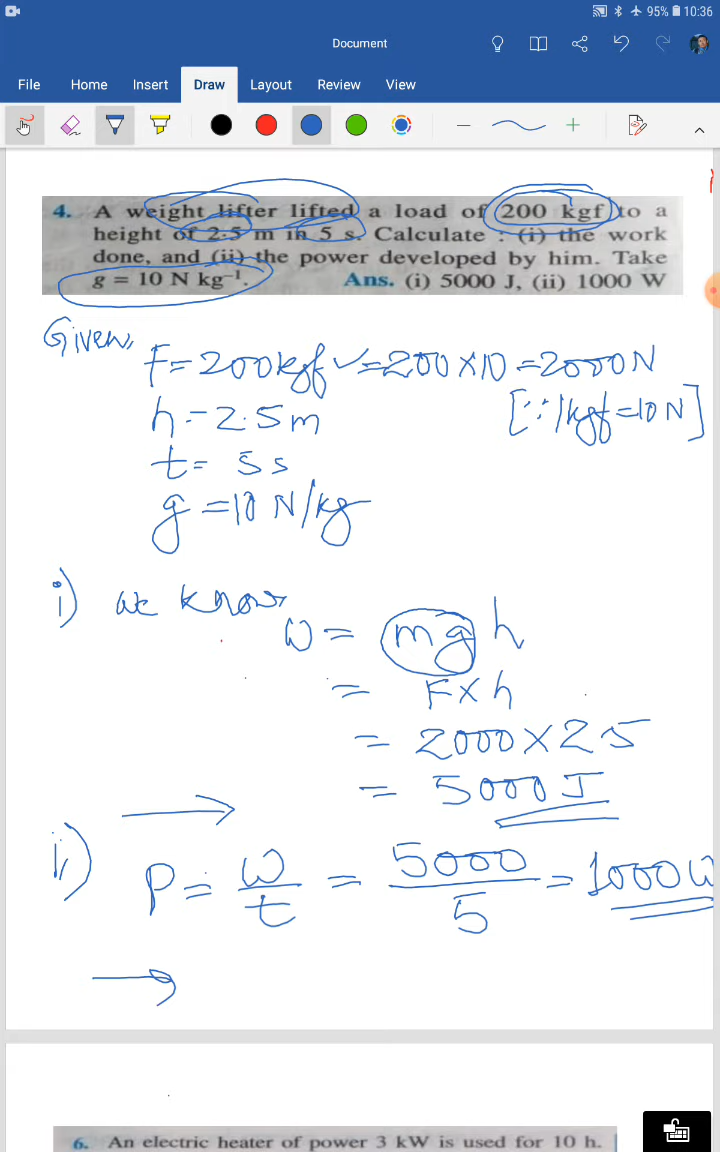 95% 10:36
Document
File Home Insert Draw Layout Review View
4. A weight lifter lifted a load of 200 kgf to a
height of 2·5 m in 5 s. Calculate : (i) the work
done, and (ii) the power developed by him. Take
g = 10 N kg⁻¹. Ans. (i) 5000 J, (ii) 1000 W
Given,
F = 200 kgf ✓ = 200 × 10 = 2000 N
h = 2.5 m [∵ 1 kgf = 10 N]
t = 5 s
g = 10 N/kg
i) we know
W = mg h
= F × h
= 2000 × 2.5
= 5000 J
ii) P = W/t = 5000/5 = 1000 W
6. An electric heater of power 3 kW is used for 10 h.